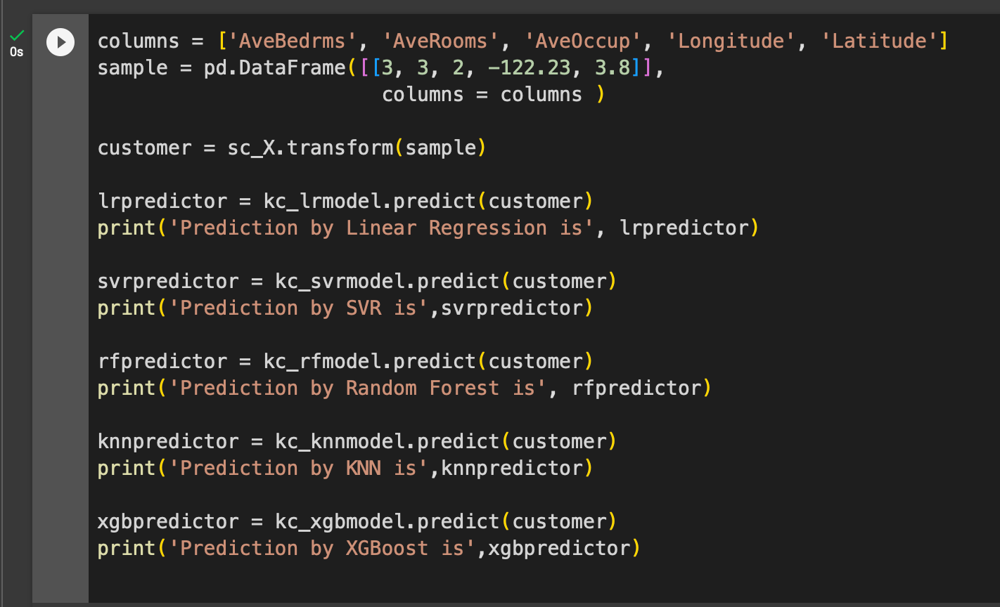 0s
columns = ['AveBedrms', 'AveRooms', 'AveOccup', 'Longitude', 'Latitude']
sample = pd.DataFrame([[3, 3, 2, -122.23, 3.8]],
                        columns = columns )

customer = sc_X.transform(sample)

lrpredictor = kc_lrmodel.predict(customer)
print('Prediction by Linear Regression is', lrpredictor)

svrpredictor = kc_svrmodel.predict(customer)
print('Prediction by SVR is',svrpredictor)

rfpredictor = kc_rfmodel.predict(customer)
print('Prediction by Random Forest is', rfpredictor)

knnpredictor = kc_knnmodel.predict(customer)
print('Prediction by KNN is',knnpredictor)

xgbpredictor = kc_xgbmodel.predict(customer)
print('Prediction by XGBoost is',xgbpredictor)